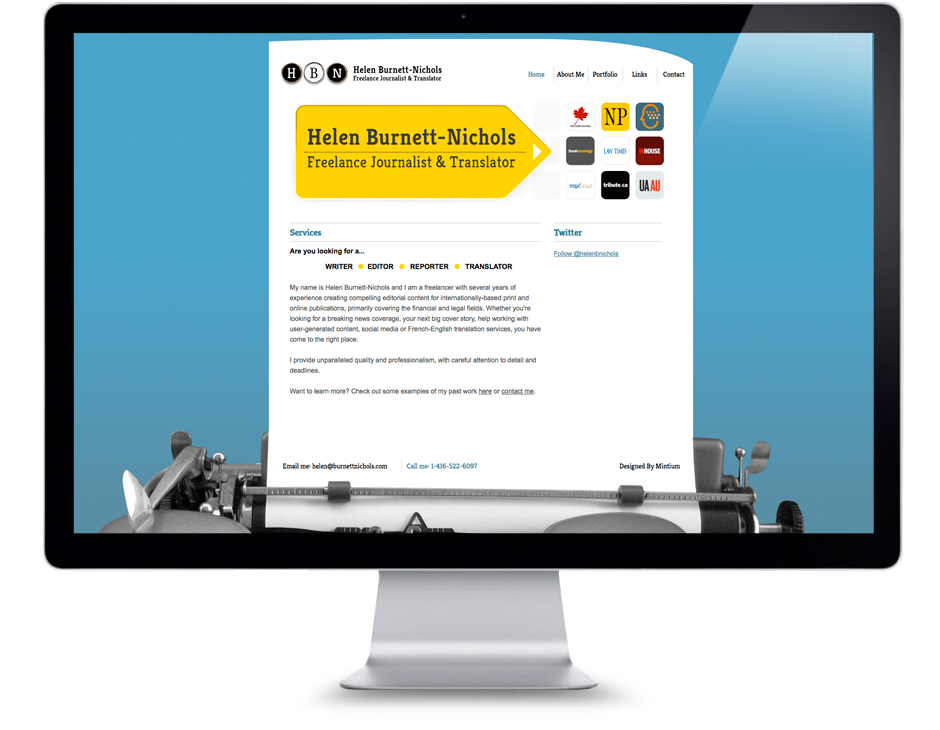 H B N
Helen Burnett-Nichols
Freelance Journalist & Translator
Home About Me Portfolio Links Contact
Helen Burnett-Nichols
Freelance Journalist & Translator
NP
LAW TIMES
HOUSE
tribute.ca
UA AU
Services
Twitter
Are you looking for a...
Follow @helenbnichols
WRITER EDITOR REPORTER TRANSLATOR
My name is Helen Burnett-Nichols and I am a freelancer with several years of
experience creating compelling editorial content for internationally-based print and
online publications, primarily covering the financial and legal fields. Whether you're
looking for a breaking news coverage, your next big cover story, help working with
user-generated content, social media or French-English translation services, you have
come to the right place.
I provide unparalleled quality and professionalism, with careful attention to detail and
deadlines.
Want to learn more? Check out some examples of my past work here or contact me.
Email me: helen@burnettnichols.com
Call me: 1-416-522-6097
Designed By Mintium